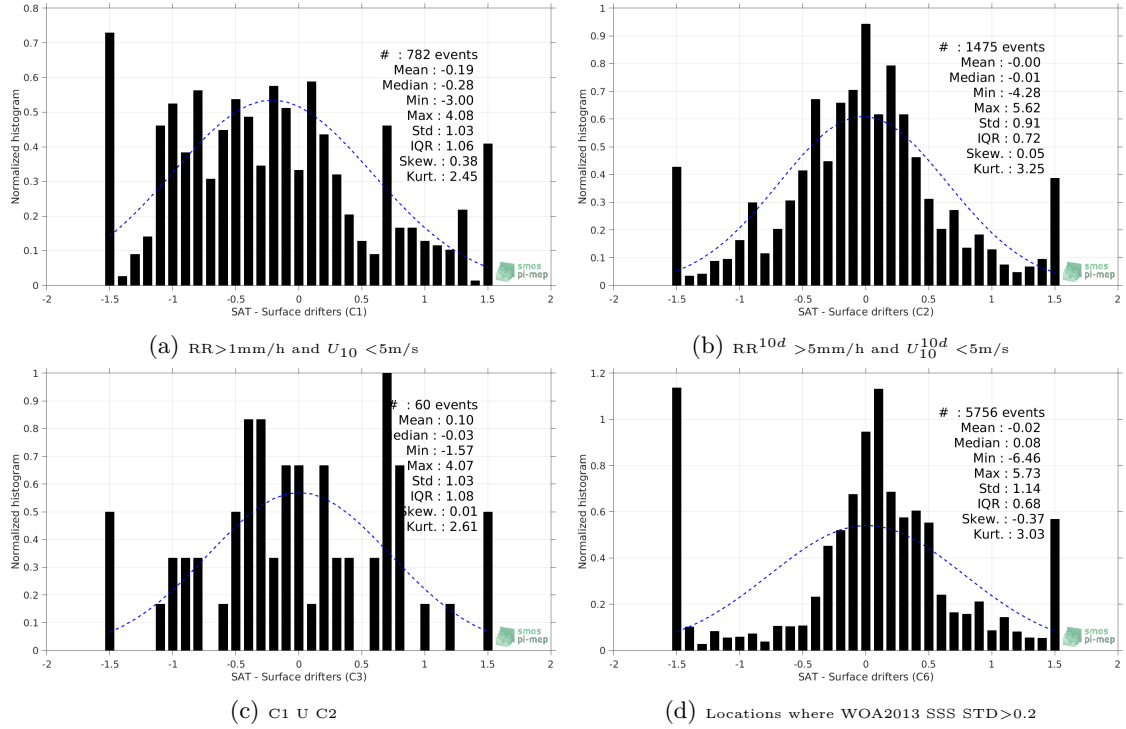 0.8
0.7
0.6
0.5
0.4
0.3
0.2
0.1
0
Normalized histogram
# : 782 events
Mean : -0.19
Median : -0.28
Min : -3.00
Max : 4.08
Std : 1.03
IQR : 1.06
Skew. : 0.38
Kurt. : 2.45
smos
pi-mep
-2 -1.5 -1 -0.5 0 0.5 1 1.5 2
SAT - Surface drifters (C1)
(a) RR>1mm/h and U10 <5m/s
1
0.9
0.8
0.7
0.6
0.5
0.4
0.3
0.2
0.1
0
Normalized histogram
# : 1475 events
Mean : -0.00
Median : -0.01
Min : -4.28
Max : 5.62
Std : 0.91
IQR : 0.72
Skew. : 0.05
Kurt. : 3.25
smos
pi-mep
-2 -1.5 -1 -0.5 0 0.5 1 1.5 2
SAT - Surface drifters (C2)
(b) RR10d >5mm/h and U10d10 <5m/s
1
0.9
0.8
0.7
0.6
0.5
0.4
0.3
0.2
0.1
0
Normalized histogram
# : 60 events
Mean : 0.10
edian : -0.03
Min : -1.57
Max : 4.07
Std : 1.03
IQR : 1.08
Skew. : 0.01
Kurt. : 2.61
smos
pi-mep
-2 -1.5 -1 -0.5 0 0.5 1 1.5 2
SAT - Surface drifters (C3)
(c) C1 U C2
1.2
1
0.8
0.6
0.4
0.2
0
Normalized histogram
# : 5756 events
Mean : -0.02
Median : 0.08
Min : -6.46
Max : 5.73
Std : 1.14
IQR : 0.68
Skew. : -0.37
Kurt. : 3.03
smos
pi-mep
-2 -1.5 -1 -0.5 0 0.5 1 1.5 2
SAT - Surface drifters (C6)
(d) Locations where WOA2013 SSS STD>0.2